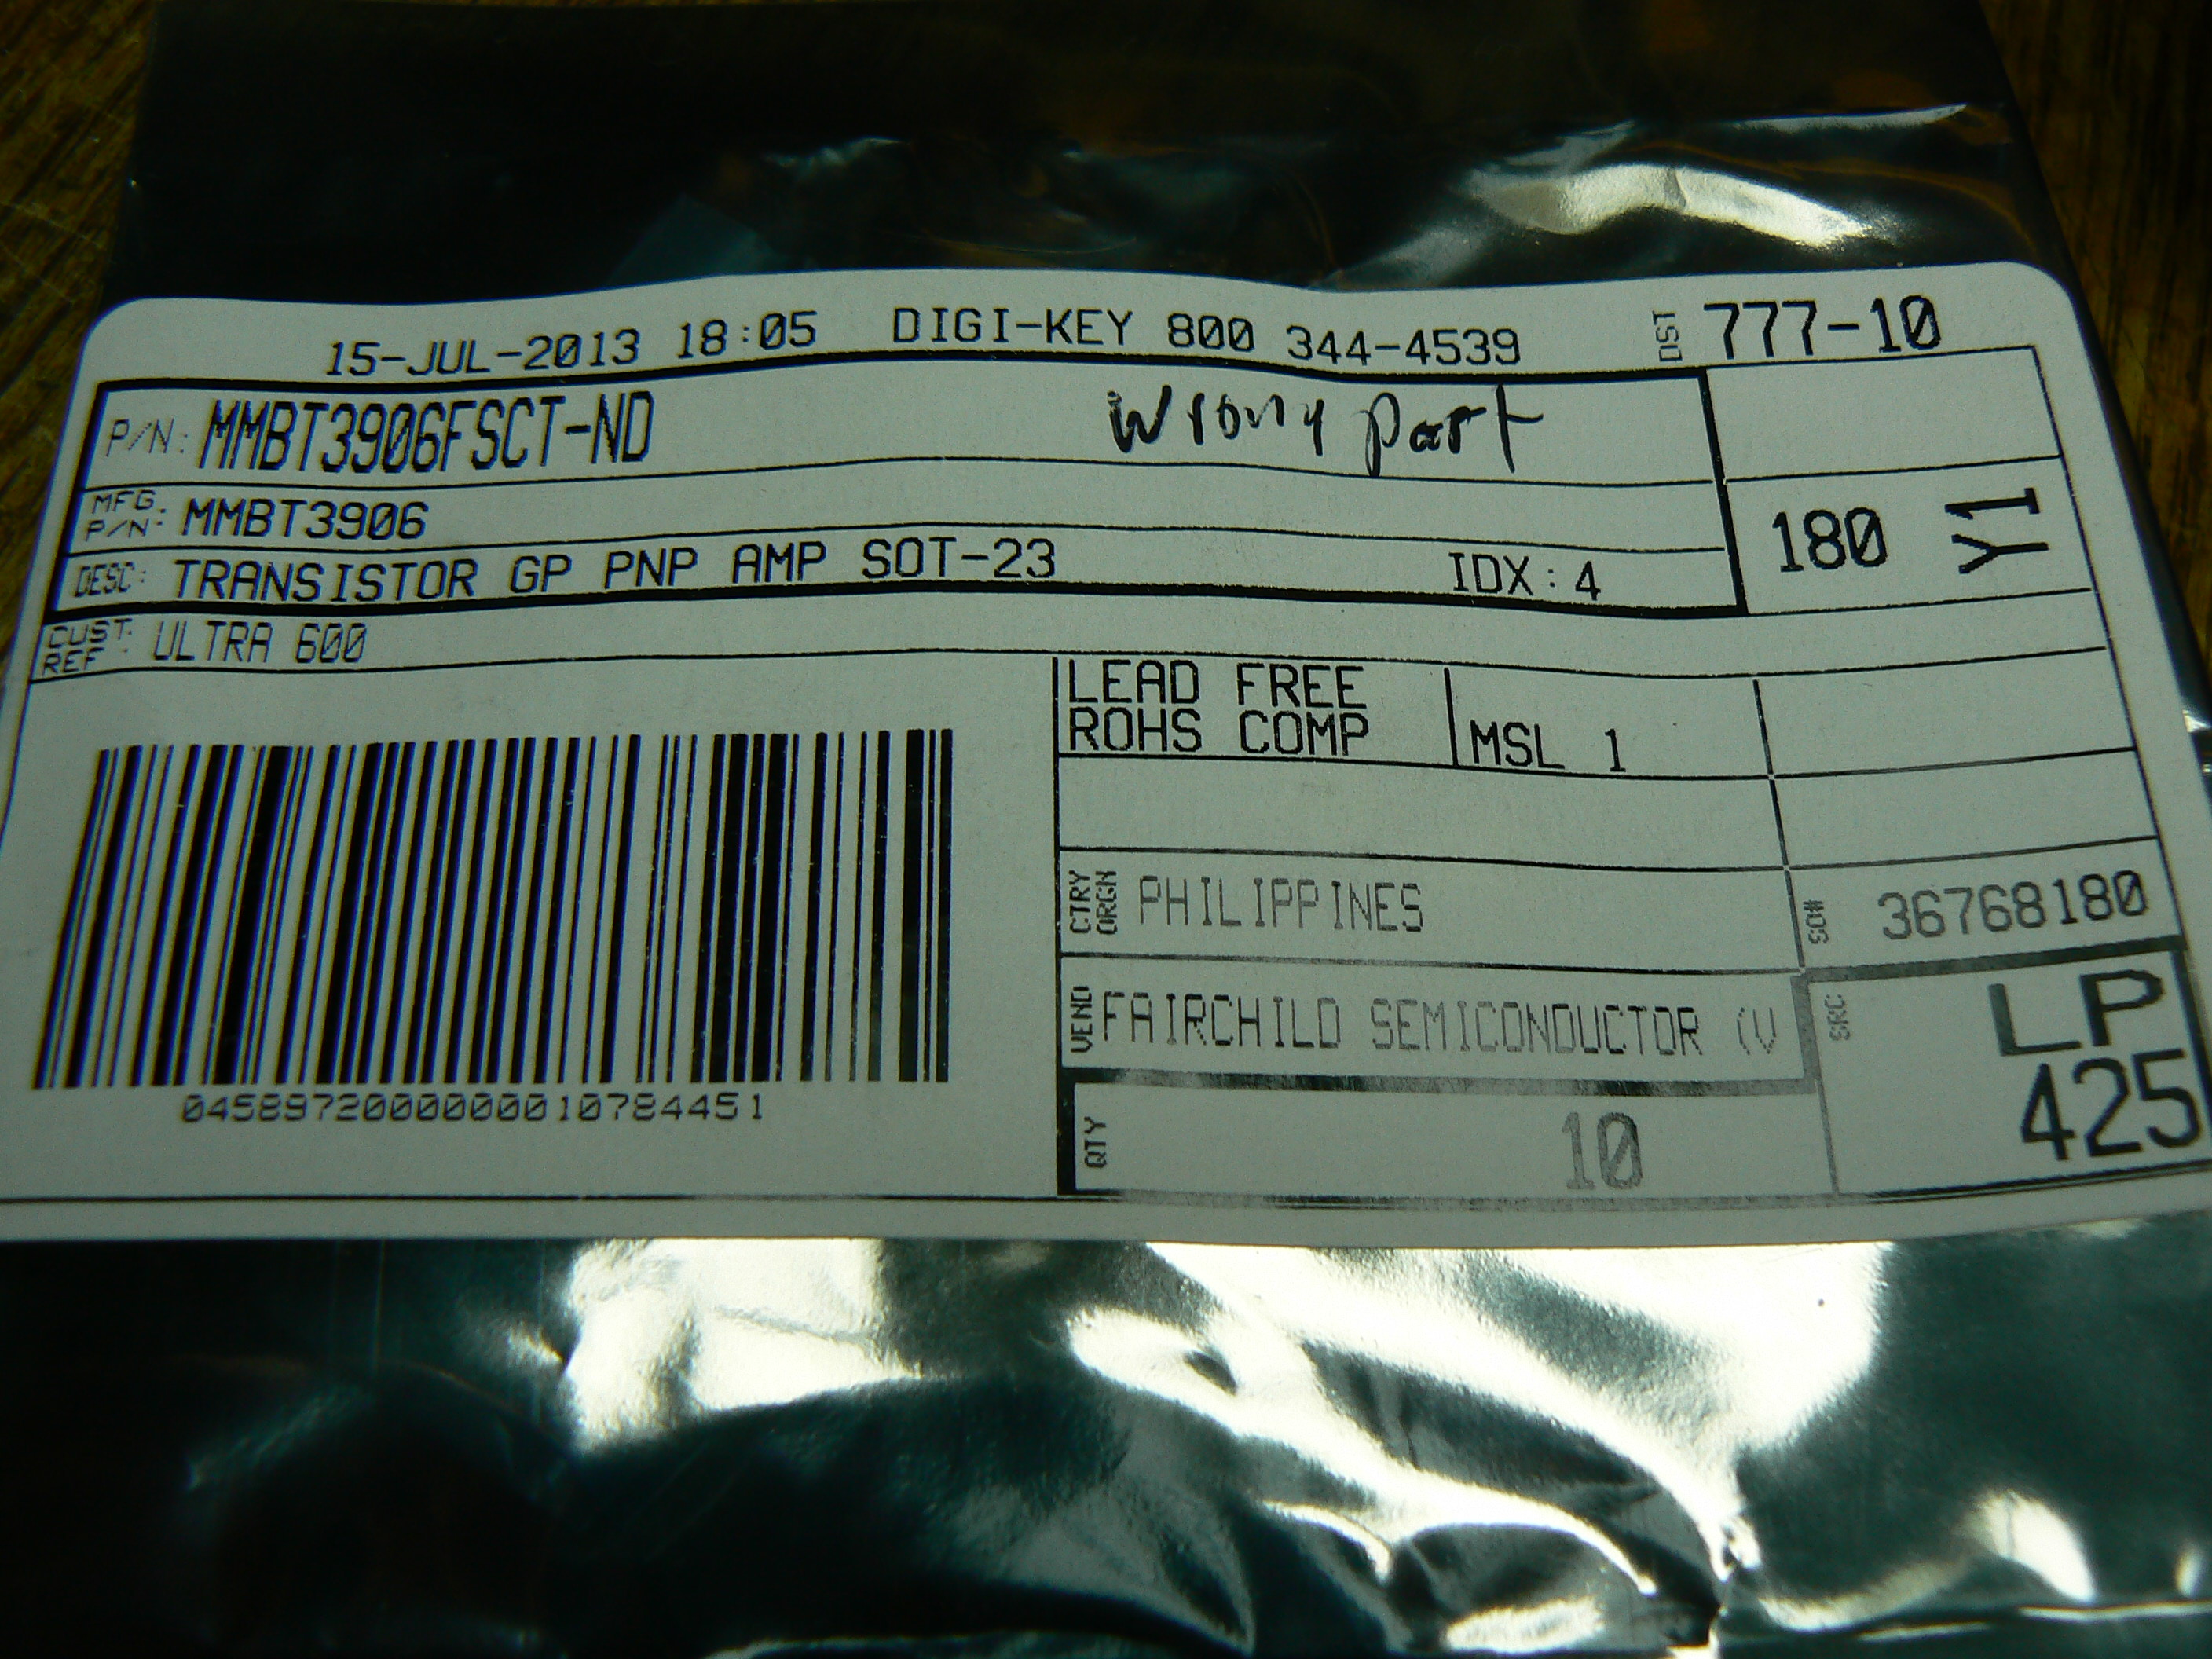 15-JUL-2013 18:05 DIGI-KEY 800 344-4539 DST 777-10
P/N: MMBT3906FSCT-ND Wrong part
MFG. P/N: MMBT3906
180 Y1
DESC: TRANSISTOR GP PNP AMP SOT-23 IDX: 4
CUST. REF: ULTRA 600
LEAD FREE
ROHS COMP MSL 1
CTRY ORGN PHILIPPINES SO# 36768180
VEND FAIRCHILD SEMICONDUCTOR (V
SRC LP
425
QTY 10
0458972000000010784451